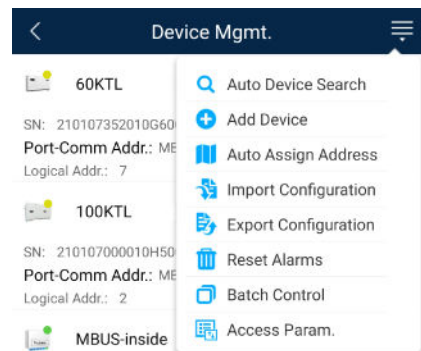 Device Mgmt.
60KTL
SN: 210107352010G60
Port-Comm Addr.: MB
Logical Addr.: 7
100KTL
SN: 210107000010H50
Port-Comm Addr.: MB
Logical Addr.: 2
MBUS-inside
Auto Device Search
Add Device
Auto Assign Address
Import Configuration
Export Configuration
Reset Alarms
Batch Control
Access Param.